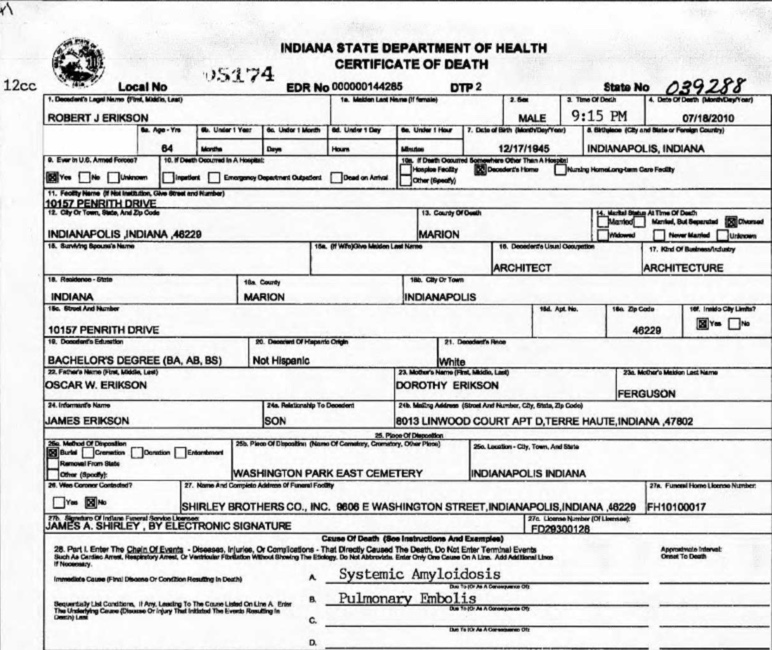 12cc
INDIANA STATE DEPARTMENT OF HEALTH
CERTIFICATE OF DEATH
Local No 05174 EDR No 000000144285 DTP 2 State No 039288
1. Decedent's Legal Name (First, Middle, Last) 1a. Maiden Last Name (If female) 2. Sex 3. Time Of Death 4. Date Of Death (Month/Day/Year)
ROBERT J ERIKSON MALE 9:15 PM 07/18/2010
6a. Age - Yrs 6b. Under 1 Year 6c. Under 1 Month 6d. Under 1 Day 6e. Under 1 Hour 7. Date of Birth (Month/Day/Year) 8. Birthplace (City and State or Foreign Country)
64 Months Days Hours Minutes 12/17/1945 INDIANAPOLIS, INDIANA
9. Ever in U.S. Armed Forces? 10. If Death Occurred In A Hospital: 10a. If Death Occurred Somewhere Other Than A Hospital
Hospice Facility Decedent's Home Nursing Home/Long-term Care Facility
Yes No Unknown Inpatient Emergency Department Outpatient Dead on Arrival Other (Specify)
11. Facility Name (If Not Institution, Give Street and Number)
10157 PENRITH DRIVE
12. City Or Town, State, And Zip Code 13. County Of Death 14. Marital Status At Time Of Death
Married Married, But Separated Divorced
INDIANAPOLIS ,INDIANA ,46229 MARION Widowed Never Married Unknown
15. Surviving Spouse's Name 15a. (If Wife)Give Maiden Last Name 16. Decedent's Usual Occupation 17. Kind Of Business/Industry
ARCHITECT ARCHITECTURE
18. Residence - State 18a. County 18b. City Or Town
INDIANA MARION INDIANAPOLIS
18c. Street And Number 18d. Apt. No. 18e. Zip Code 18f. Inside City Limits?
10157 PENRITH DRIVE 46229 Yes No
19. Decedent's Education 20. Decedent Of Hispanic Origin 21. Decedent's Race
BACHELOR'S DEGREE (BA, AB, BS) Not Hispanic White
22. Father's Name (First, Middle, Last) 23. Mother's Name (First, Middle, Last) 23a. Mother's Maiden Last Name
OSCAR W. ERIKSON DOROTHY ERIKSON FERGUSON
24. Informant's Name 24a. Relationship To Decedent 24b. Mailing Address (Street And Number, City, State, Zip Code)
JAMES ERIKSON SON 6013 LINWOOD COURT APT D,TERRE HAUTE,INDIANA ,47802
25. Place Of Disposition
25a. Method Of Disposition 25b. Place Of Disposition (Name Of Cemetery, Crematory, Other Place) 25c. Location - City, Town, And State
Burial Cremation Donation Entombment
Removal From State
Other (Specify): WASHINGTON PARK EAST CEMETERY INDIANAPOLIS INDIANA
26. Was Coroner Contacted? 27. Name And Complete Address Of Funeral Facility 27a. Funeral Home License Number:
Yes No SHIRLEY BROTHERS CO., INC. 9606 E WASHINGTON STREET,INDIANAPOLIS,INDIANA ,46229 FH10100017
27b. Signature Of Indiana Funeral Service Licensee: 27c. License Number (Of Licensee):
JAMES A. SHIRLEY , BY ELECTRONIC SIGNATURE FD29300128
Cause Of Death (See Instructions And Examples)
28. Part I. Enter The Chain Of Events - Diseases, Injuries, Or Complications - That Directly Caused The Death. Do Not Enter Terminal Events Approximate Interval:
Such As Cardiac Arrest, Respiratory Arrest, Or Ventricular Fibrillation Without Showing The Etiology. Do Not Abbreviate. Enter Only One Cause On A Line. Add Additional Lines Onset To Death
If Necessary.
Immediate Cause (Final Disease Or Condition Resulting In Death) A. Systemic Amyloidosis
Due To (Or As A Consequence Of):
Sequentially List Conditions, If Any, Leading To The Cause Listed On Line A. Enter B. Pulmonary Embolis
The Underlying Cause (Disease Or Injury That Initiated The Events Resulting In Due To (Or As A Consequence Of):
Death) Last C.
Due To (Or As A Consequence Of):
D.